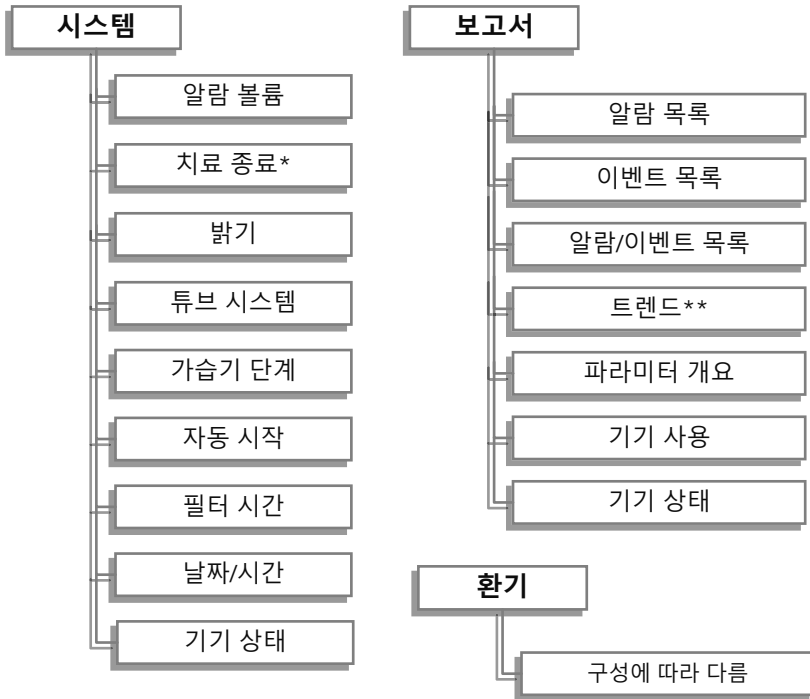 시스템
알람 볼륨
치료 종료*
밝기
튜브 시스템
가습기 단계
자동 시작
필터 시간
날짜/시간
기기 상태
보고서
알람 목록
이벤트 목록
알람/이벤트 목록
트렌드**
파라미터 개요
기기 사용
기기 상태
환기
구성에 따라 다름